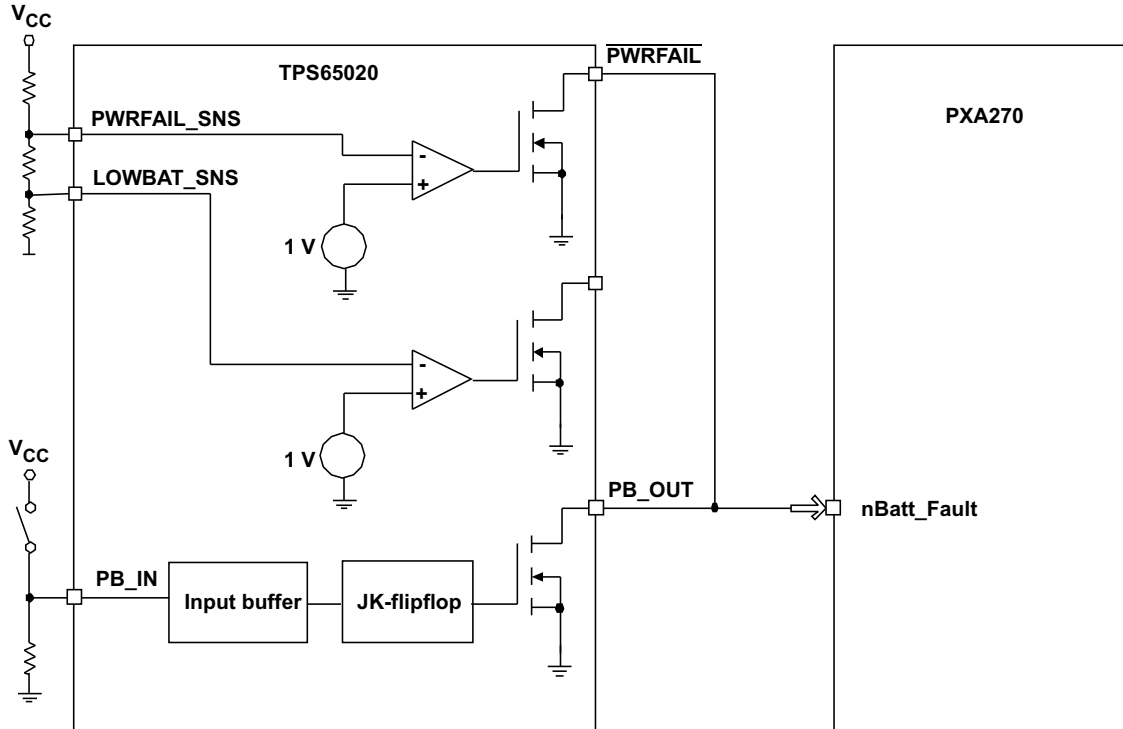 VCC
PWRFAIL
TPS65020
PXA270
PWRFAIL_SNS
-
LOWBAT_SNS
+
1 V
-
+
VCC
1 V
PB_OUT
nBatt_Fault
PB_IN
Input buffer
JK-flipflop